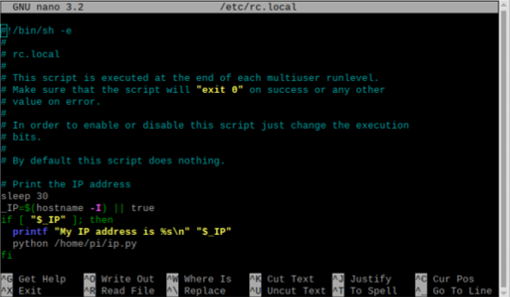 GNU nano 3.2 /etc/rc.local
#!/bin/sh -e
#
# rc.local
#
# This script is executed at the end of each multiuser runlevel.
# Make sure that the script will "exit 0" on success or any other
# value on error.
#
# In order to enable or disable this script just change the execution
# bits.
#
# By default this script does nothing.
# Print the IP address
sleep 30
_IP=$(hostname -I) || true
if [ "$_IP" ]; then
printf "My IP address is %s\n" "$_IP"
python /home/pi/ip.py
fi
^G Get Help ^O Write Out ^W Where Is ^K Cut Text ^J Justify ^C Cur Pos
^X Exit ^R Read File ^\ Replace ^U Uncut Text ^T To Spell ^_ Go To Line